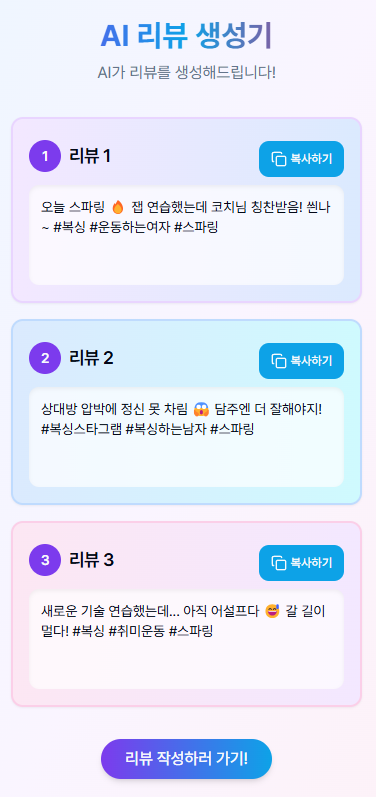 AI 리뷰 생성기
AI가 리뷰를 생성해드립니다!
1 리뷰 1 복사하기
오늘 스파링 🔥 잽 연습했는데 코치님 칭찬받음! 씐나
~ #복싱 #운동하는여자 #스파링
2 리뷰 2 복사하기
상대방 압박에 정신 못 차림 😱 담주엔 더 잘해야지!
#복싱스타그램 #복싱하는남자 #스파링
3 리뷰 3 복사하기
새로운 기술 연습했는데... 아직 어설프다 😅 갈 길이
멀다! #복싱 #취미운동 #스파링
리뷰 작성하러 가기!